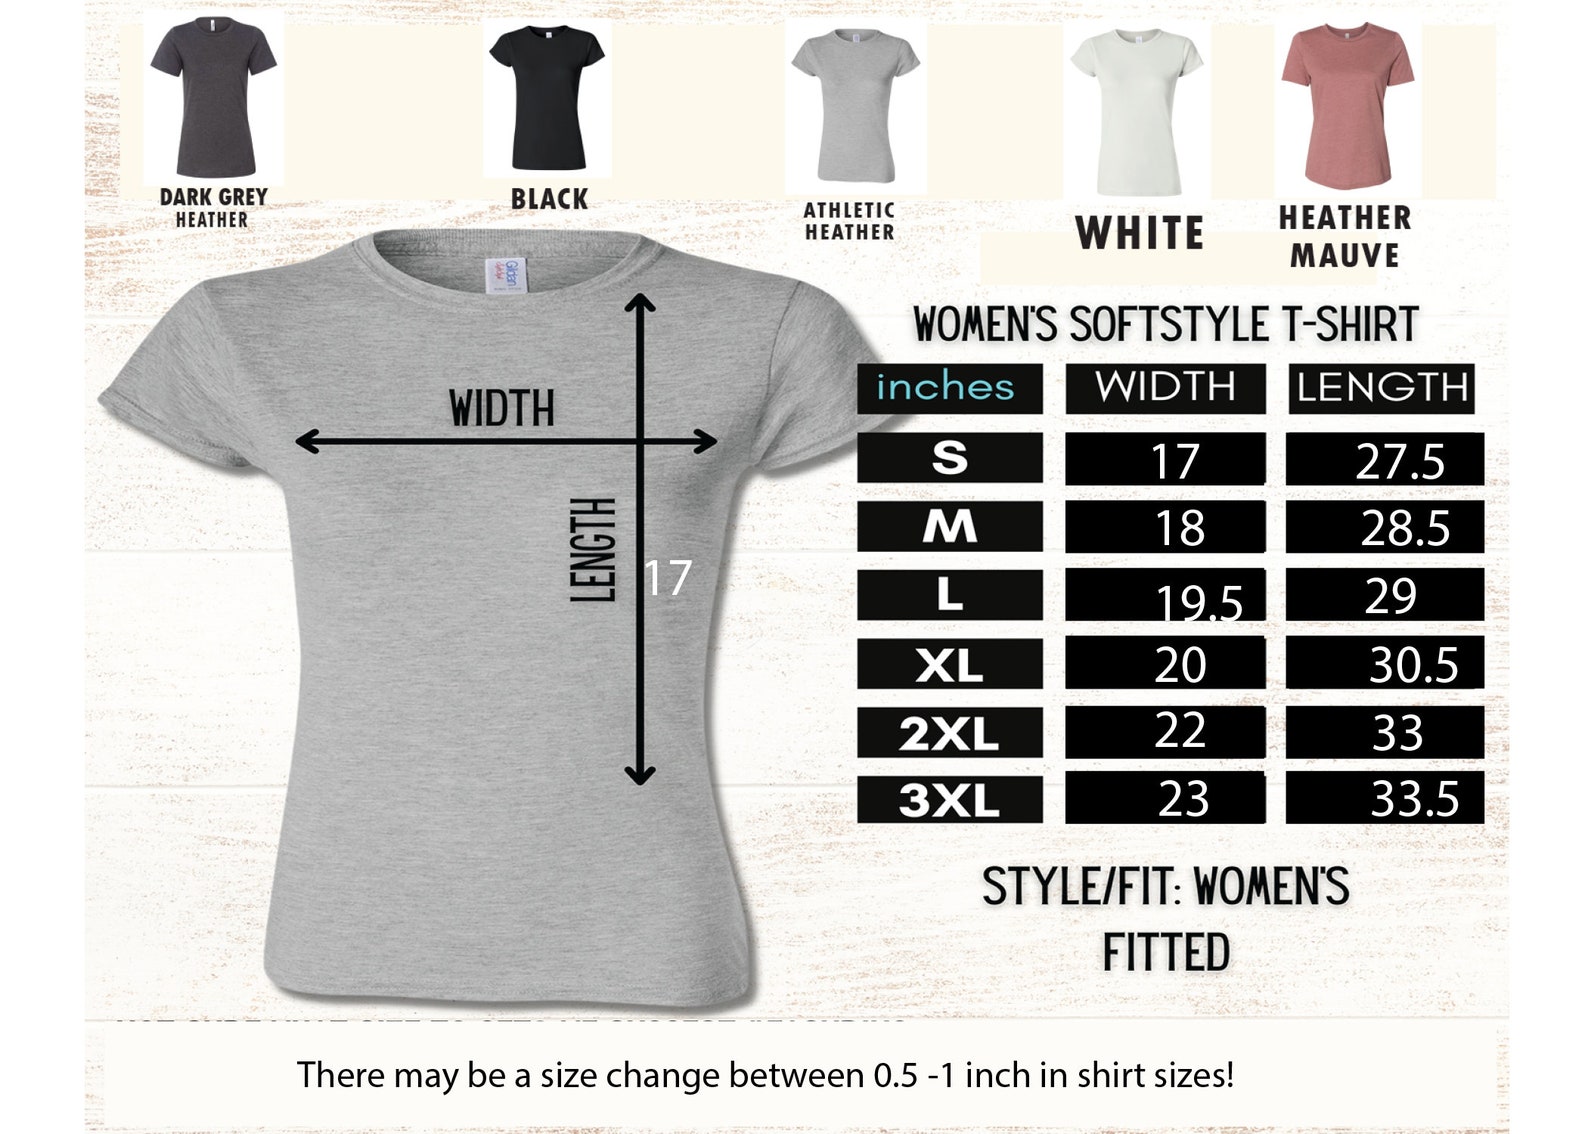 DARK GREY
HEATHER
BLACK
ATHLETIC
HEATHER
WHITE
HEATHER
MAUVE
Gildan
WIDTH
LENGTH
17
WOMEN'S SOFTSTYLE T-SHIRT
inches WIDTH LENGTH
S 17 27.5
M 18 28.5
L 19.5 29
XL 20 30.5
2XL 22 33
3XL 23 33.5
STYLE/FIT: WOMEN'S
FITTED
There may be a size change between 0.5 -1 inch in shirt sizes!